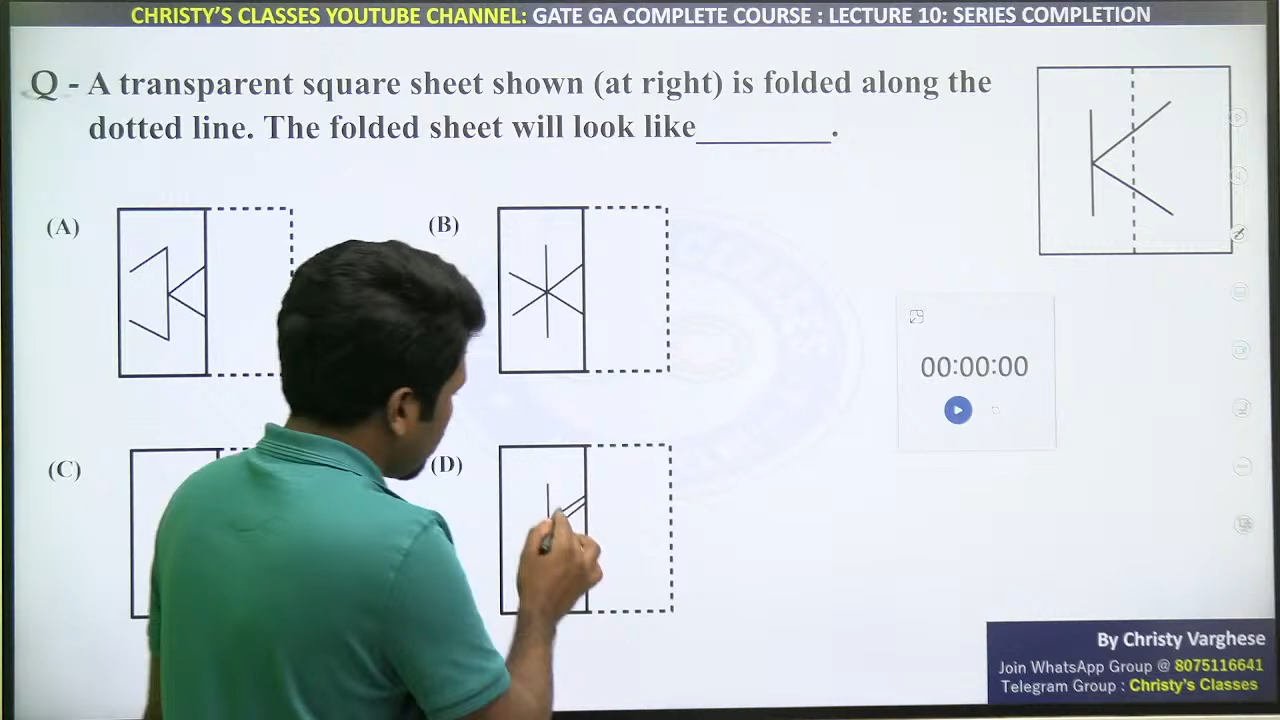 CHRISTY'S CLASSES YOUTUBE CHANNEL: GATE GA COMPLETE COURSE : LECTURE 10: SERIES COMPLETION
Q - A transparent square sheet shown (at right) is folded along the
dotted line. The folded sheet will look like________.
(A)
(B)
00:00:00
(C)
(D)
By Christy Varghese
Join WhatsApp Group @ 8075116641
Telegram Group : Christy's Classes